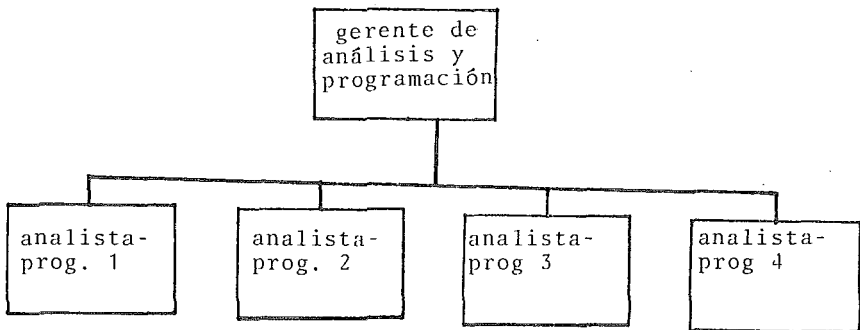 gerente de
análisis y
programación
analista-
prog. 1
analista-
prog. 2
analista-
prog 3
analista-
prog 4